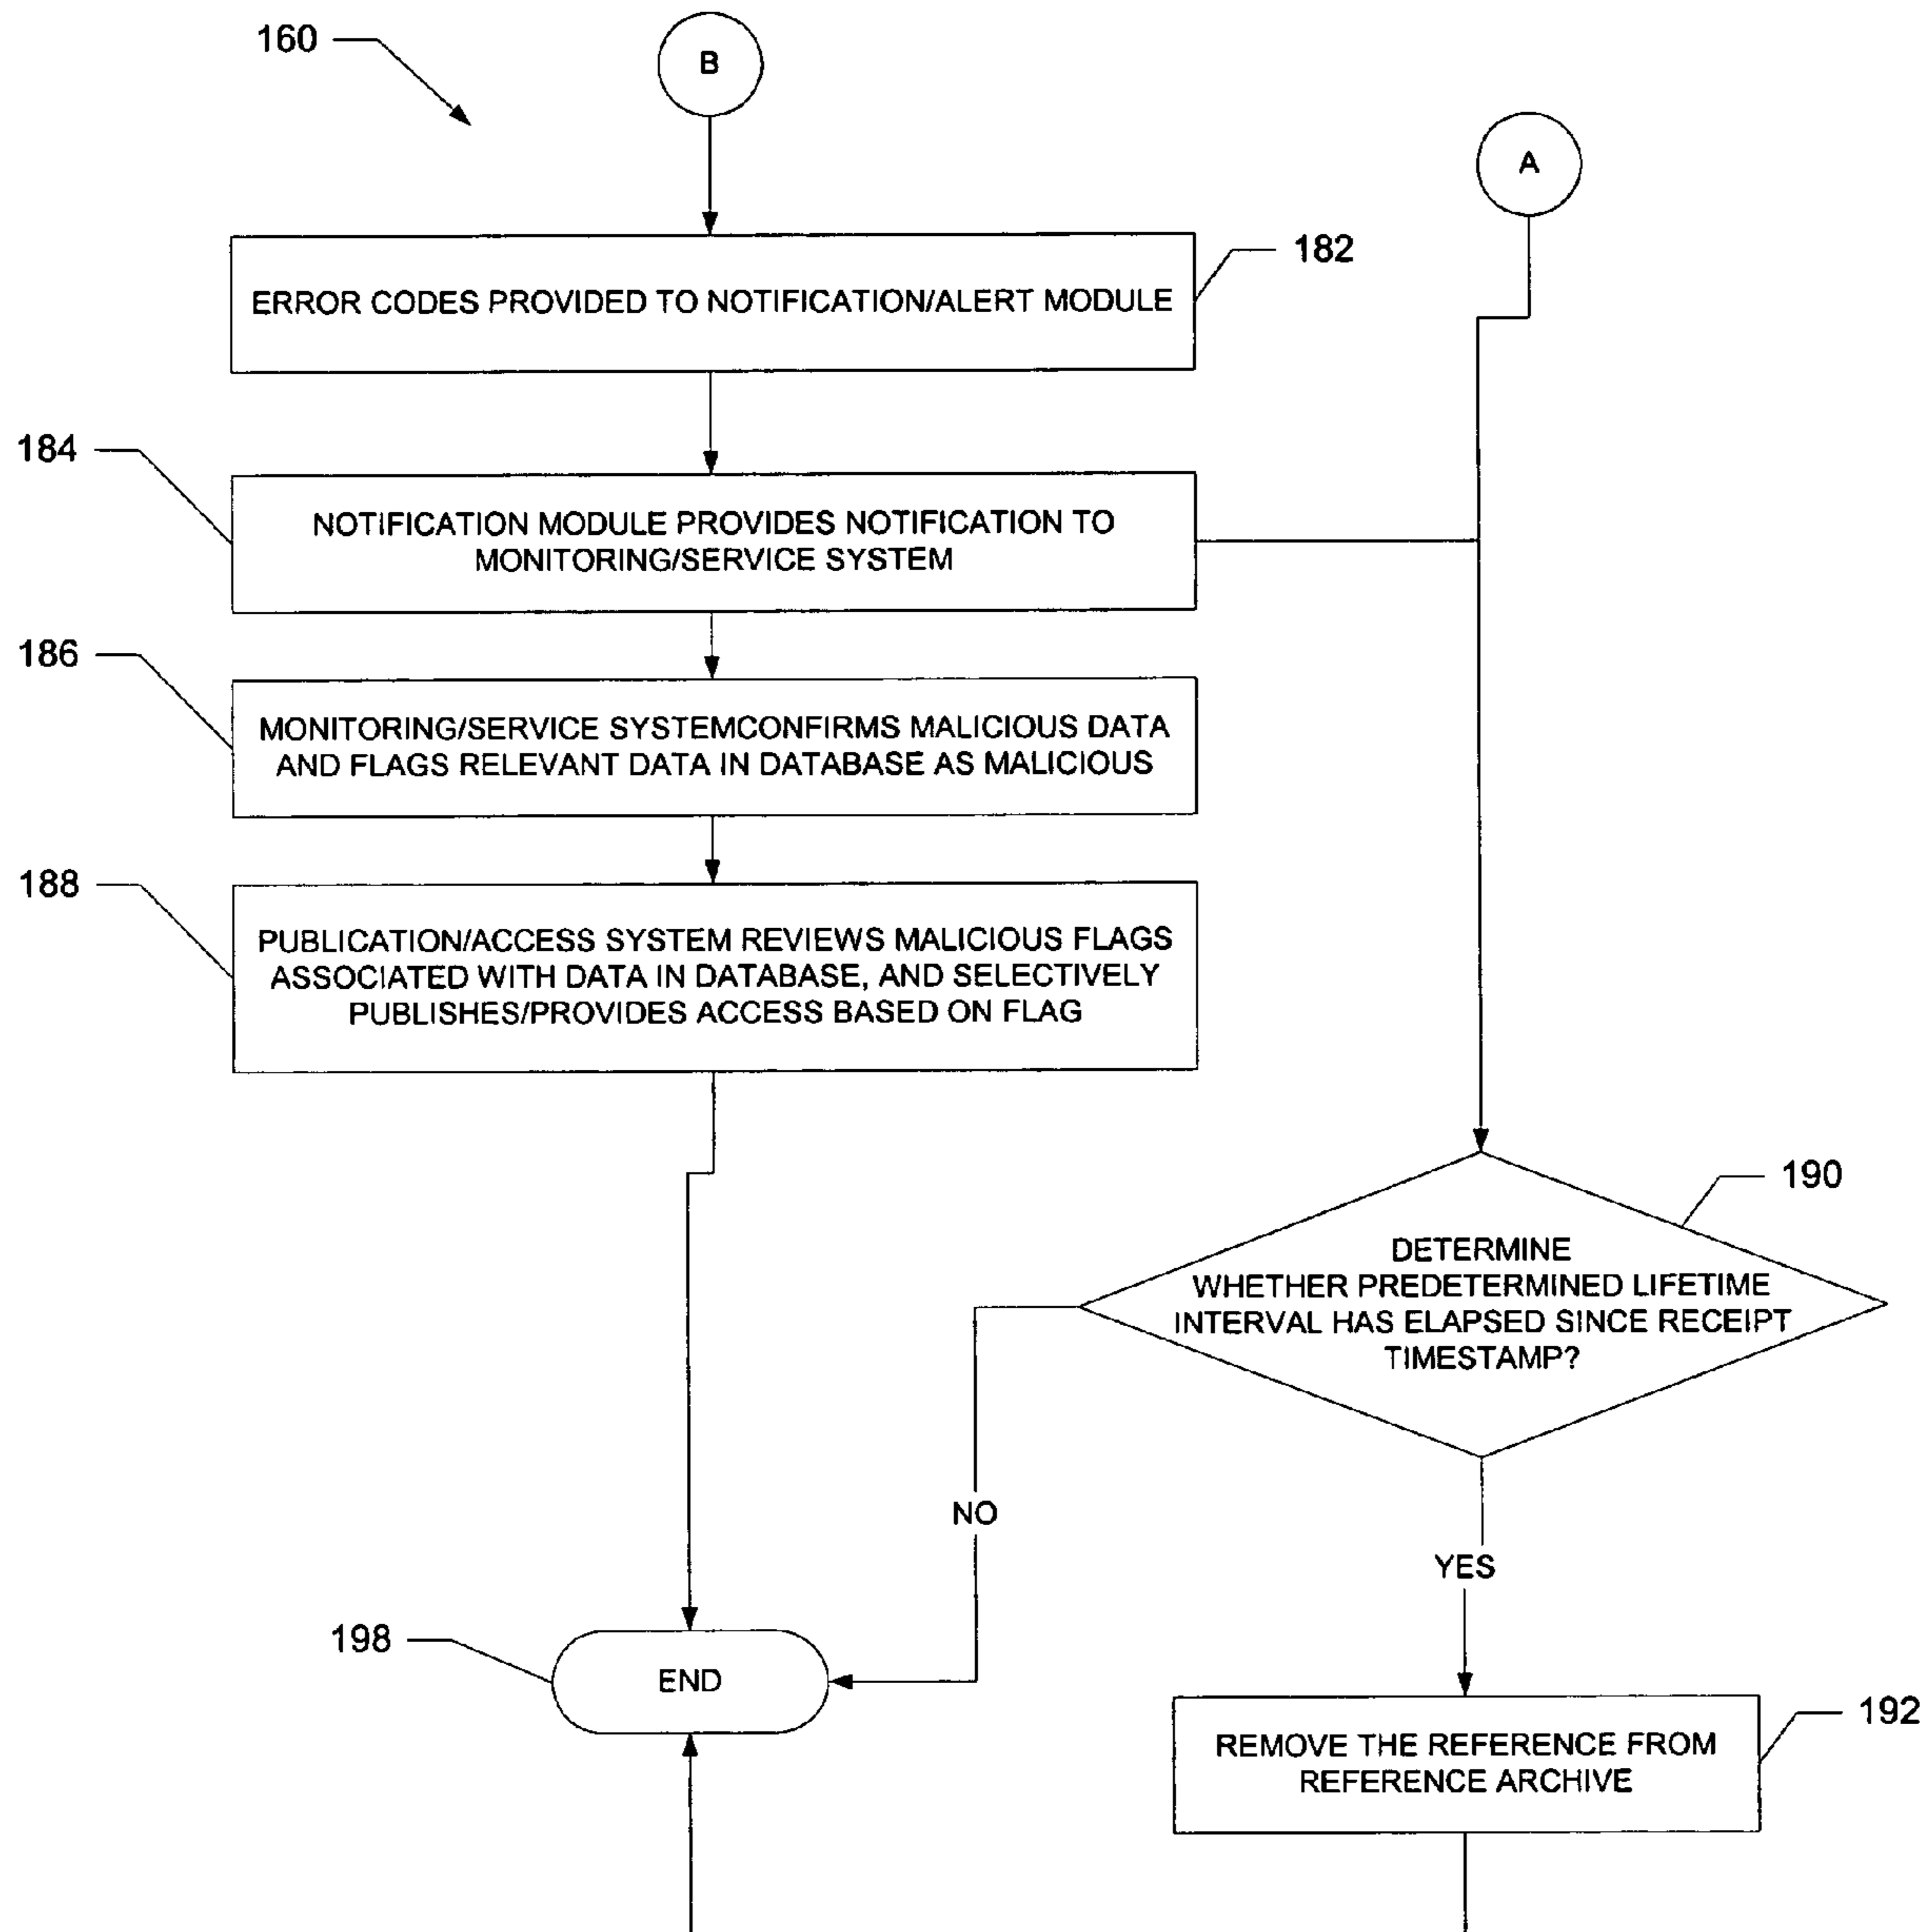 160
B
A
182
ERROR CODES PROVIDED TO NOTIFICATION/ALERT MODULE
184
NOTIFICATION MODULE PROVIDES NOTIFICATION TO
MONITORING/SERVICE SYSTEM
186
MONITORING/SERVICE SYSTEMCONFIRMS MALICIOUS DATA
AND FLAGS RELEVANT DATA IN DATABASE AS MALICIOUS
188
PUBLICATION/ACCESS SYSTEM REVIEWS MALICIOUS FLAGS
ASSOCIATED WITH DATA IN DATABASE, AND SELECTIVELY
PUBLISHES/PROVIDES ACCESS BASED ON FLAG
190
DETERMINE
WHETHER PREDETERMINED LIFETIME
INTERVAL HAS ELAPSED SINCE RECEIPT
TIMESTAMP?
NO
YES
198
END
192
REMOVE THE REFERENCE FROM
REFERENCE ARCHIVE